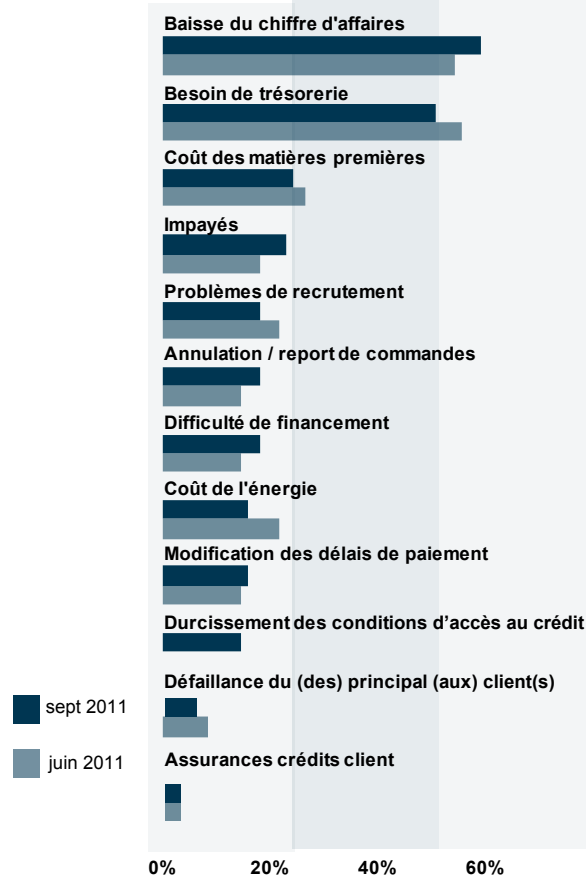 Baisse du chiffre d'affaires
Besoin de trésorerie
Coût des matières premières
Impayés
Problèmes de recrutement
Annulation / report de commandes
Difficulté de financement
Coût de l'énergie
Modification des délais de paiement
Durcissement des conditions d’accès au crédit
Défaillance du (des) principal (aux) client(s)
sept 2011
juin 2011
Assurances crédits client
0% 20% 40% 60%